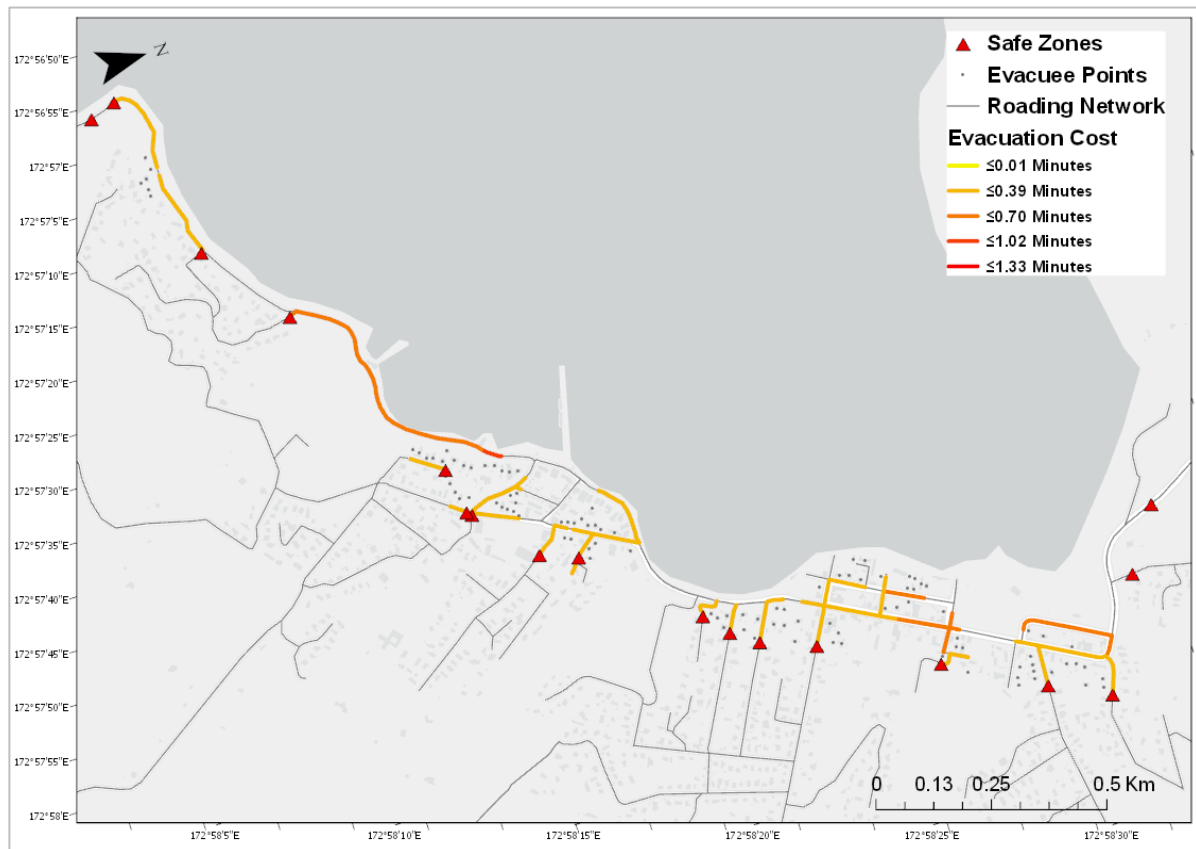 N
Safe Zones
Evacuee Points
Roading Network
Evacuation Cost
≤0.01 Minutes
≤0.39 Minutes
≤0.70 Minutes
≤1.02 Minutes
≤1.33 Minutes
172°56'50"E
172°56'55"E
172°57'E
172°57'5"E
172°57'10"E
172°57'15"E
172°57'20"E
172°57'25"E
172°57'30"E
172°57'35"E
172°57'40"E
172°57'45"E
172°57'50"E
172°57'55"E
172°58'E
0 0.13 0.25 0.5 Km
172°58'5"E 172°58'10"E 172°58'15"E 172°58'20"E 172°58'25"E 172°58'30"E